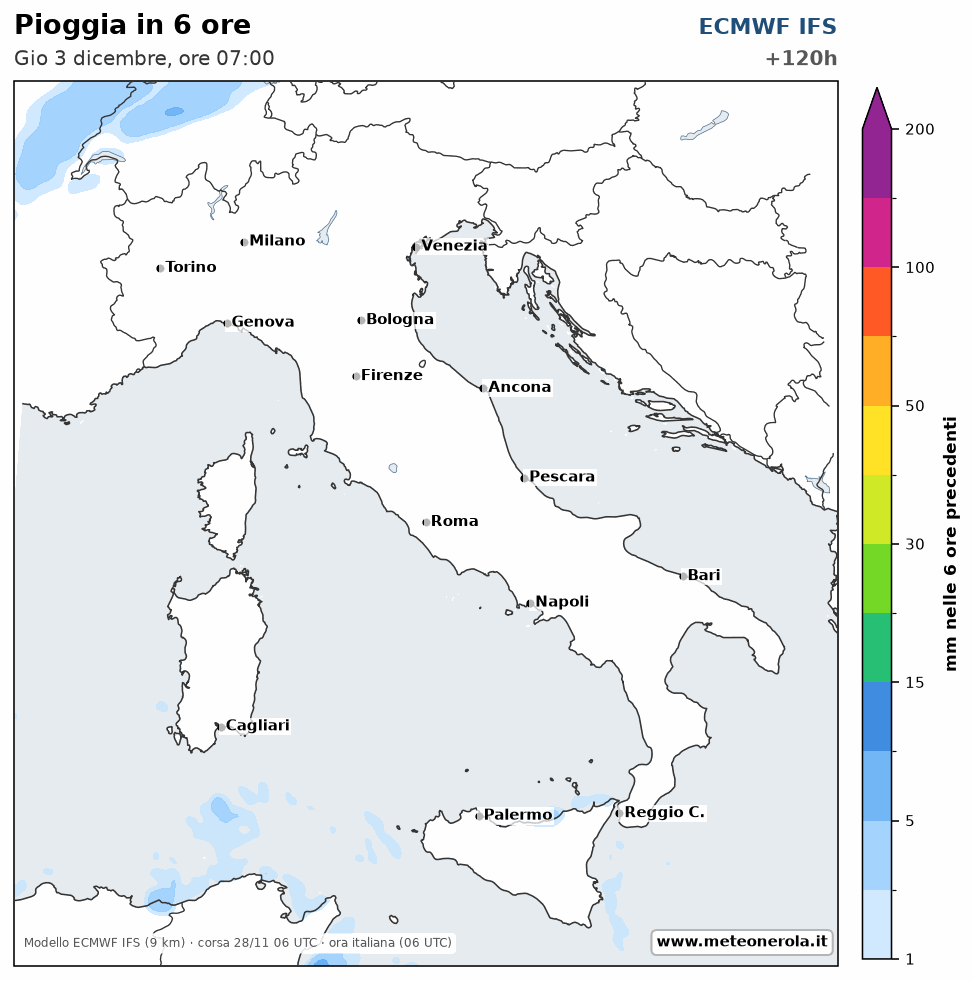 Pioggia in 6 ore
ECMWF IFS
Gio 3 dicembre, ore 07:00
+120h
200
Milano
Venezia
Torino
100
Genova
Bologna
Firenze
Ancona
50
Pescara
Roma
30
Bari
Napoli
mm nelle 6 ore precedenti
15
Cagliari
Palermo
Reggio C.
5
Modello ECMWF IFS (9 km) · corsa 28/11 06 UTC · ora italiana (06 UTC)
www.meteonerola.it
1